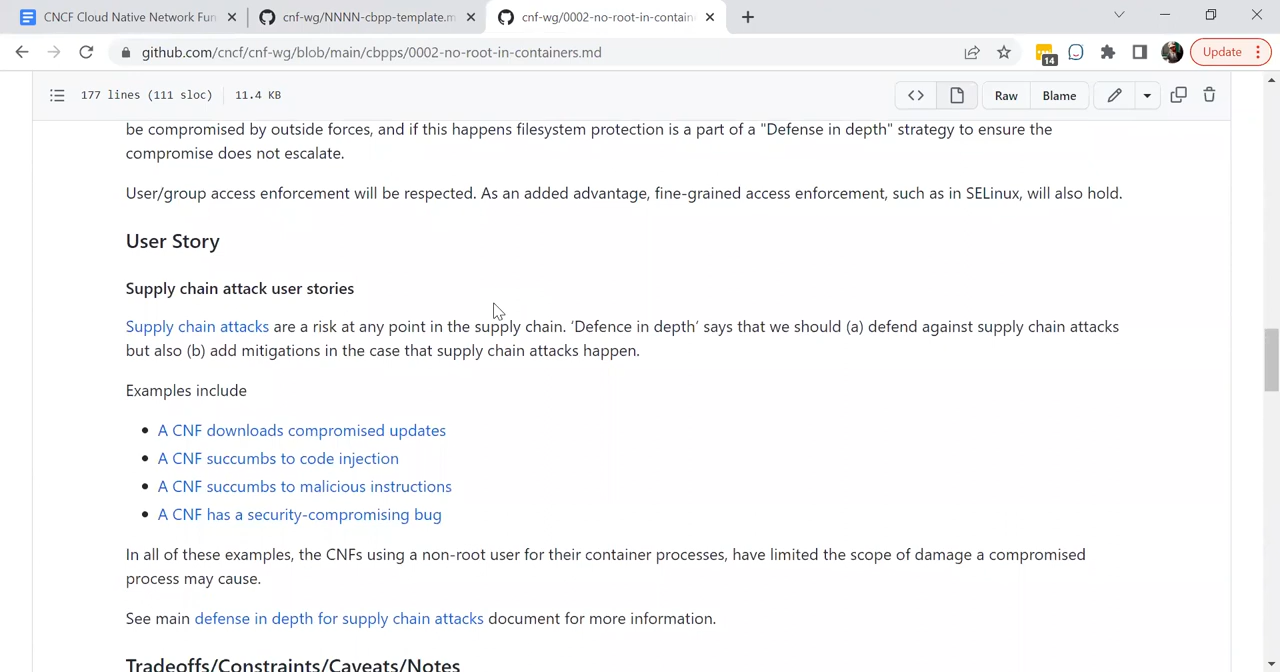 CNCF Cloud Native Network Fun
cnf-wg/NNNN-cbpp-template.m
cnf-wg/0002-no-root-in-contain
github.com/cncf/cnf-wg/blob/main/cbpps/0002-no-root-in-containers.md
14
Update
177 lines (111 sloc)
11.4 KB
Raw
Blame
be compromised by outside forces, and if this happens filesystem protection is a part of a "Defense in depth" strategy to ensure the
compromise does not escalate.
User/group access enforcement will be respected. As an added advantage, fine-grained access enforcement, such as in SELinux, will also hold.
User Story
Supply chain attack user stories
Supply chain attacks are a risk at any point in the supply chain. ‘Defence in depth’ says that we should (a) defend against supply chain attacks
but also (b) add mitigations in the case that supply chain attacks happen.
Examples include
• A CNF downloads compromised updates
• A CNF succumbs to code injection
• A CNF succumbs to malicious instructions
• A CNF has a security-compromising bug
In all of these examples, the CNFs using a non-root user for their container processes, have limited the scope of damage a compromised
process may cause.
See main defense in depth for supply chain attacks document for more information.
Tradeoffs/Constraints/Caveats/Notes